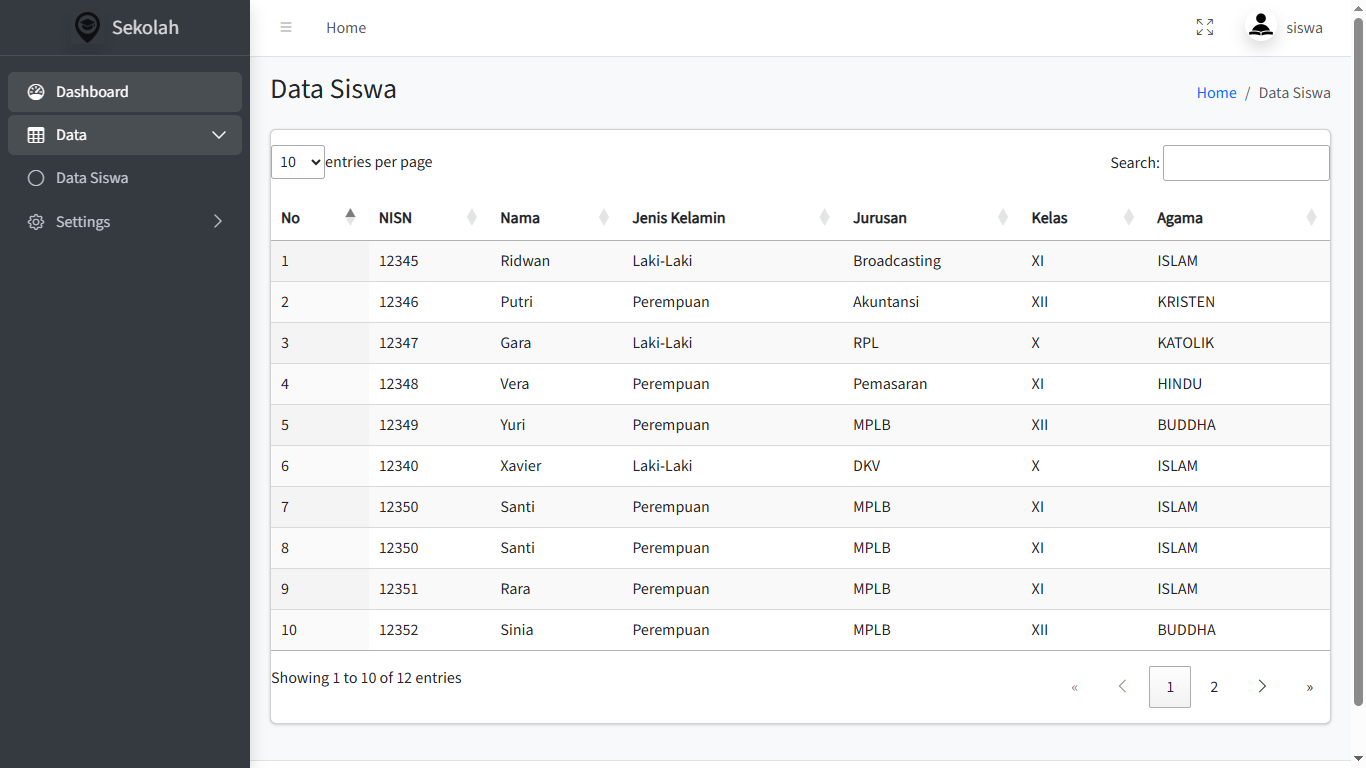 Sekolah
Home
siswa
Dashboard
Data
Data Siswa
Settings
Data Siswa
Home / Data Siswa
10 entries per page
Search:
No NISN Nama Jenis Kelamin Jurusan Kelas Agama
1 12345 Ridwan Laki-Laki Broadcasting XI ISLAM
2 12346 Putri Perempuan Akuntansi XII KRISTEN
3 12347 Gara Laki-Laki RPL X KATOLIK
4 12348 Vera Perempuan Pemasaran XI HINDU
5 12349 Yuri Perempuan MPLB XII BUDDHA
6 12340 Xavier Laki-Laki DKV X ISLAM
7 12350 Santi Perempuan MPLB XI ISLAM
8 12350 Santi Perempuan MPLB XI ISLAM
9 12351 Rara Perempuan MPLB XI ISLAM
10 12352 Sinia Perempuan MPLB XII BUDDHA
Showing 1 to 10 of 12 entries
« 1 2 »